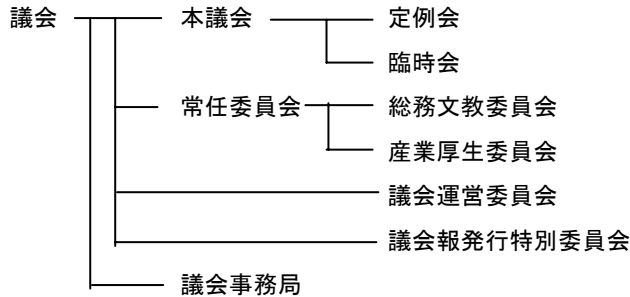 議会 本議会 定例会
臨時会
常任委員会 総務文教委員会
産業厚生委員会
議会運営委員会
議会報発行特別委員会
議会事務局